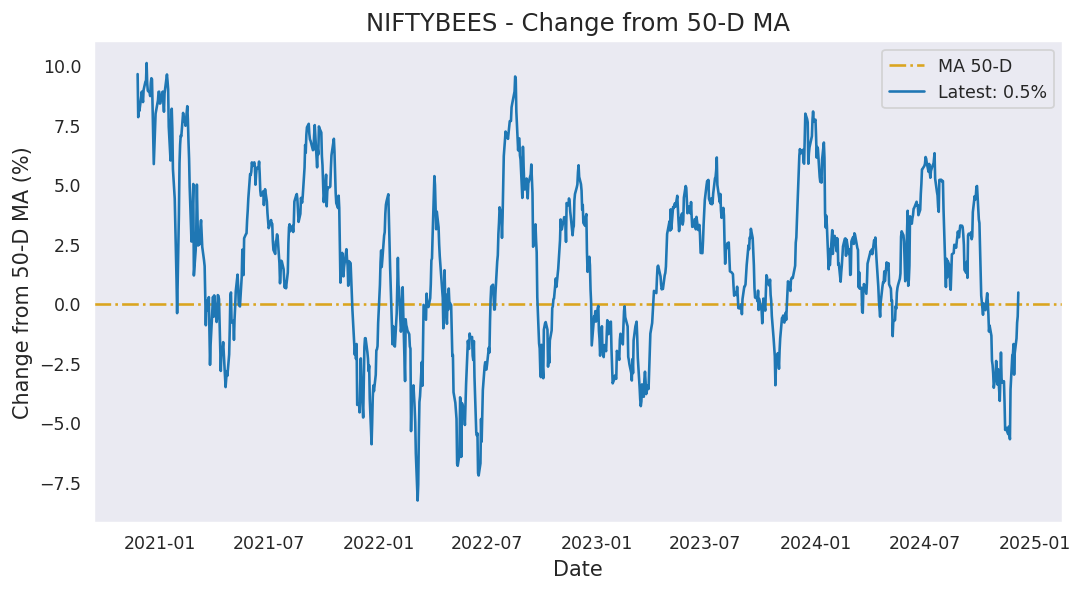 NIFTYBEES - Change from 50-D MA
MA 50-D
Latest: 0.5%
Change from 50-D MA (%)
10.0
7.5
5.0
2.5
0.0
−2.5
−5.0
−7.5
2021-01 2021-07 2022-01 2022-07 2023-01 2023-07 2024-01 2024-07 2025-01
Date